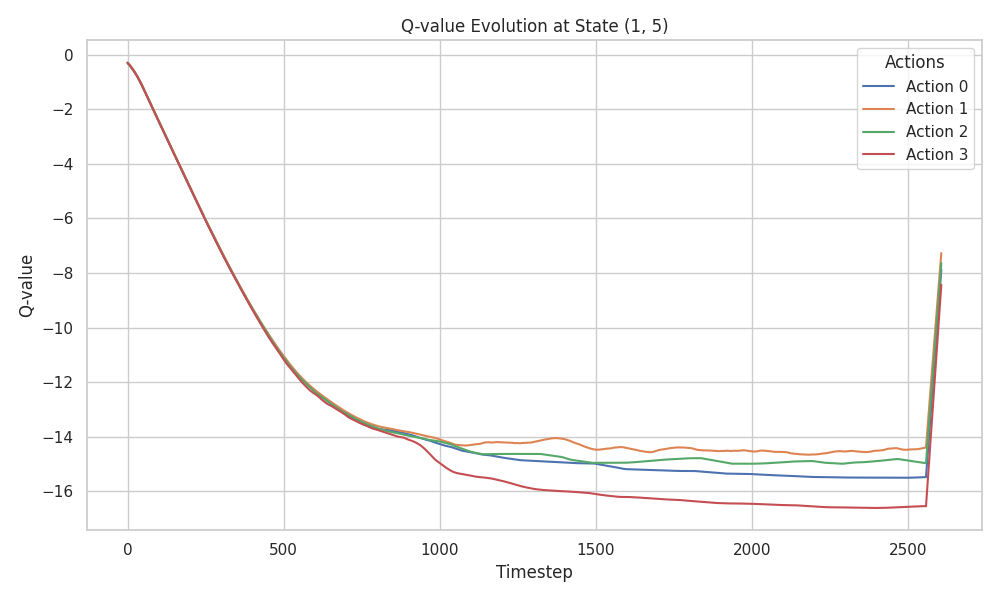 Q-value Evolution at State (1, 5)
0
−2
−4
−6
−8
−10
−12
−14
−16
Q-value
Actions
Action 0
Action 1
Action 2
Action 3
0
500
1000
1500
2000
2500
Timestep